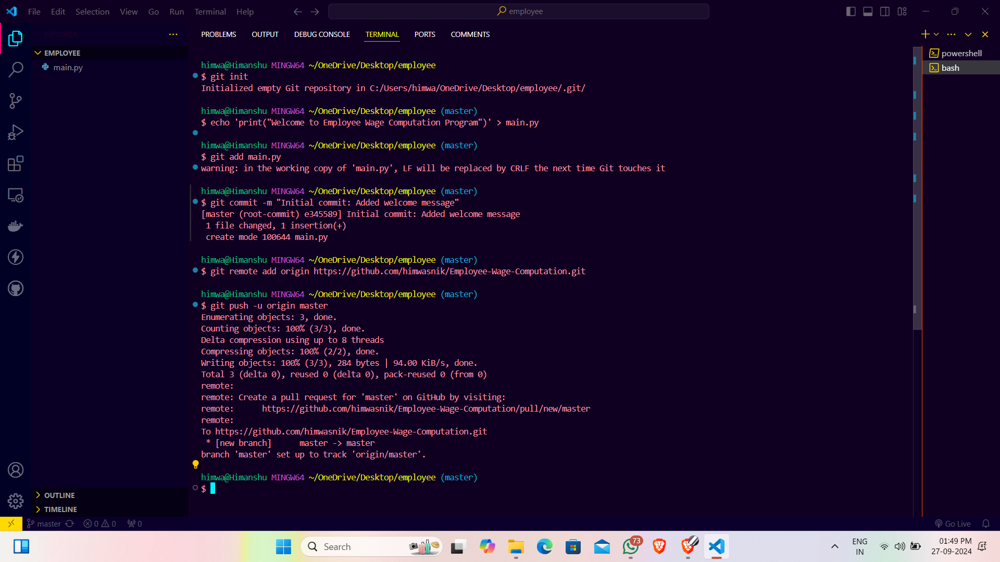 File Edit Selection View Go Run Terminal Help
employee
EXPLORER
PROBLEMS OUTPUT DEBUG CONSOLE TERMINAL PORTS COMMENTS
EMPLOYEE
main.py
powershell
bash
himwa@Himanshu MINGW64 ~/OneDrive/Desktop/employee
$ git init
Initialized empty Git repository in C:/Users/himwa/OneDrive/Desktop/employee/.git/
himwa@Himanshu MINGW64 ~/OneDrive/Desktop/employee (master)
$ echo 'print("Welcome to Employee Wage Computation Program")' > main.py
himwa@Himanshu MINGW64 ~/OneDrive/Desktop/employee (master)
$ git add main.py
warning: in the working copy of 'main.py', LF will be replaced by CRLF the next time Git touches it
himwa@Himanshu MINGW64 ~/OneDrive/Desktop/employee (master)
$ git commit -m "Initial commit: Added welcome message"
[master (root-commit) e345589] Initial commit: Added welcome message
 1 file changed, 1 insertion(+)
 create mode 100644 main.py
himwa@Himanshu MINGW64 ~/OneDrive/Desktop/employee (master)
$ git remote add origin https://github.com/himwasnik/Employee-Wage-Computation.git
himwa@Himanshu MINGW64 ~/OneDrive/Desktop/employee (master)
$ git push -u origin master
Enumerating objects: 3, done.
Counting objects: 100% (3/3), done.
Delta compression using up to 8 threads
Compressing objects: 100% (2/2), done.
Writing objects: 100% (3/3), 284 bytes | 94.00 KiB/s, done.
Total 3 (delta 0), reused 0 (delta 0), pack-reused 0 (from 0)
remote:
remote: Create a pull request for 'master' on GitHub by visiting:
remote:      https://github.com/himwasnik/Employee-Wage-Computation/pull/new/master
remote:
To https://github.com/himwasnik/Employee-Wage-Computation.git
 * [new branch]      master -> master
branch 'master' set up to track 'origin/master'.
himwa@Himanshu MINGW64 ~/OneDrive/Desktop/employee (master)
$
OUTLINE
TIMELINE
master 0 0 0 Go Live
Search
73
ENG
IN
01:49 PM
27-09-2024